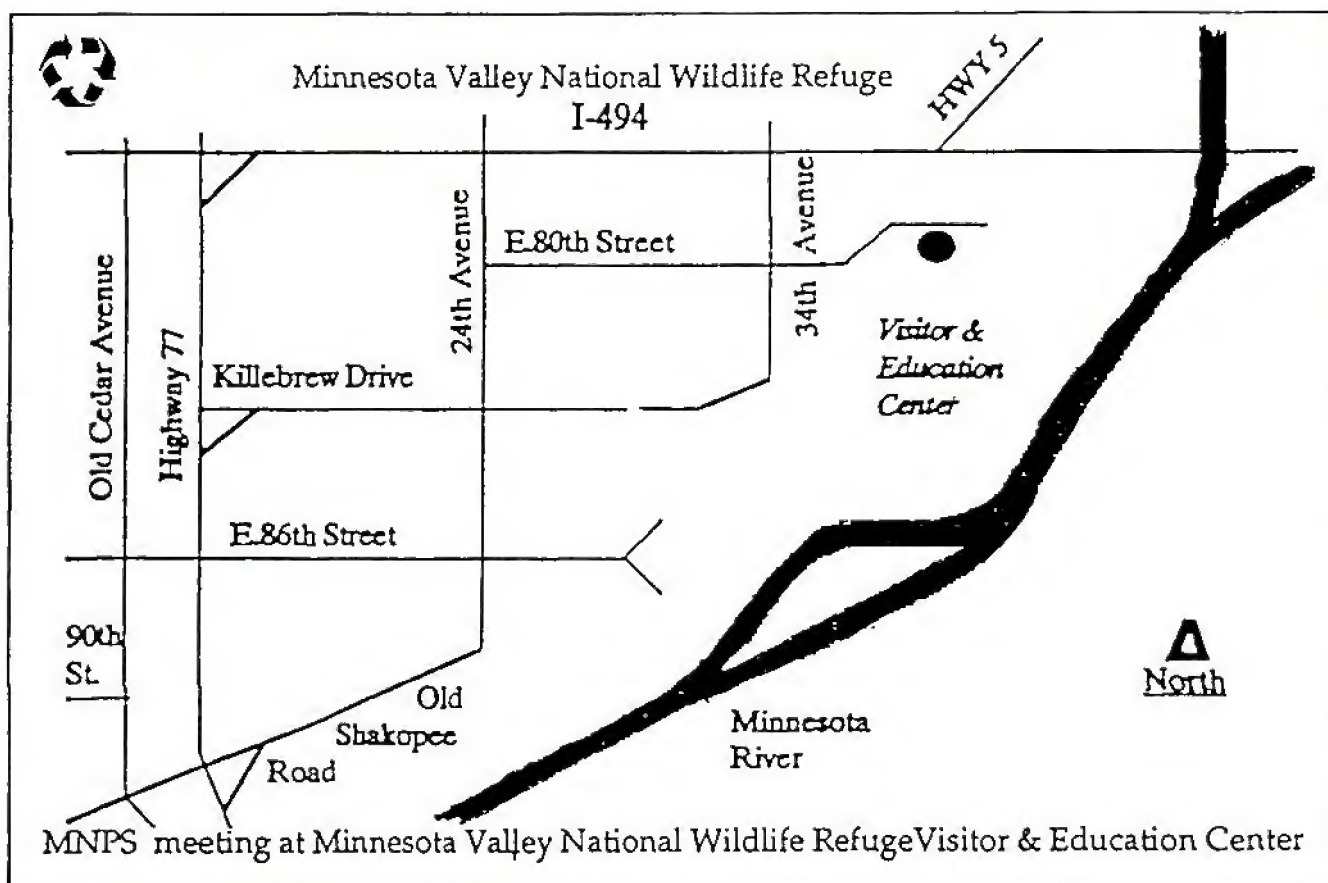 Minnesota Valley National Wildlife Refuge
I-494
HWY 5
Old Cedar Avenue
Highway 77
24th Avenue
34th Avenue
E.80th Street
Killebrew Drive
Visitor &
Education
Center
E.86th Street
90th
St.
Old
Shakopee
Road
Minnesota
River
North
MNPS meeting at Minnesota Valley National Wildlife RefugeVisitor & Education Center